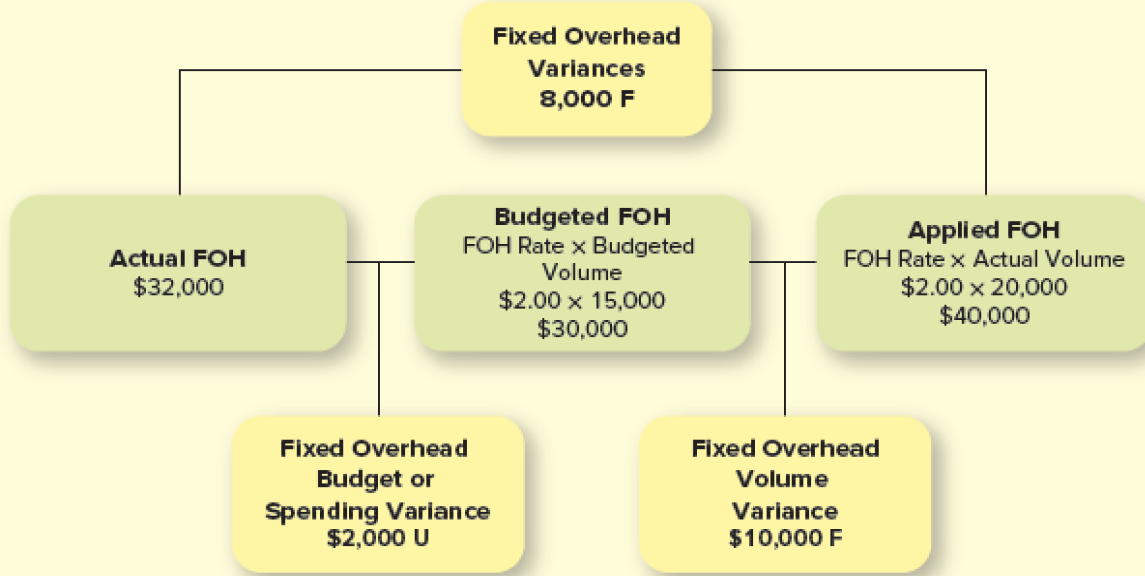 Fixed Overhead
Variances
8,000 F
Actual FOH
$32,000
Budgeted FOH
FOH Rate × Budgeted
Volume
$2.00 × 15,000
$30,000
Applied FOH
FOH Rate × Actual Volume
$2.00 × 20,000
$40,000
Fixed Overhead
Budget or
Spending Variance
$2,000 U
Fixed Overhead
Volume
Variance
$10,000 F